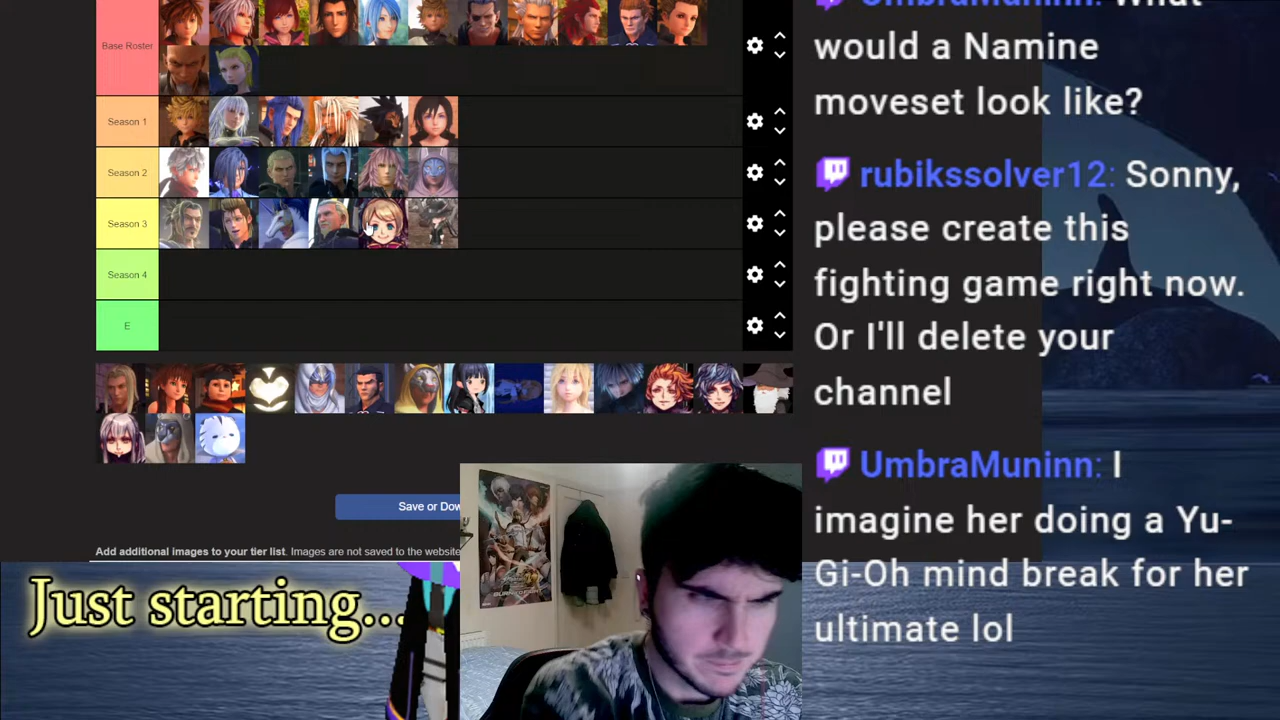 UmbraMuninn: What
would a Namine
moveset look like?
Base Roster
Season 1
rubikssolver12: Sonny,
Season 2
please create this
Season 3
fighting game right now.
Season 4
Or I'll delete your
E
channel
UmbraMuninn: I
Save or Dow
imagine her doing a Yu-
Add additional images to your tier list. Images are not saved to the website
Gi-Oh mind break for her
Just starting...
ultimate lol